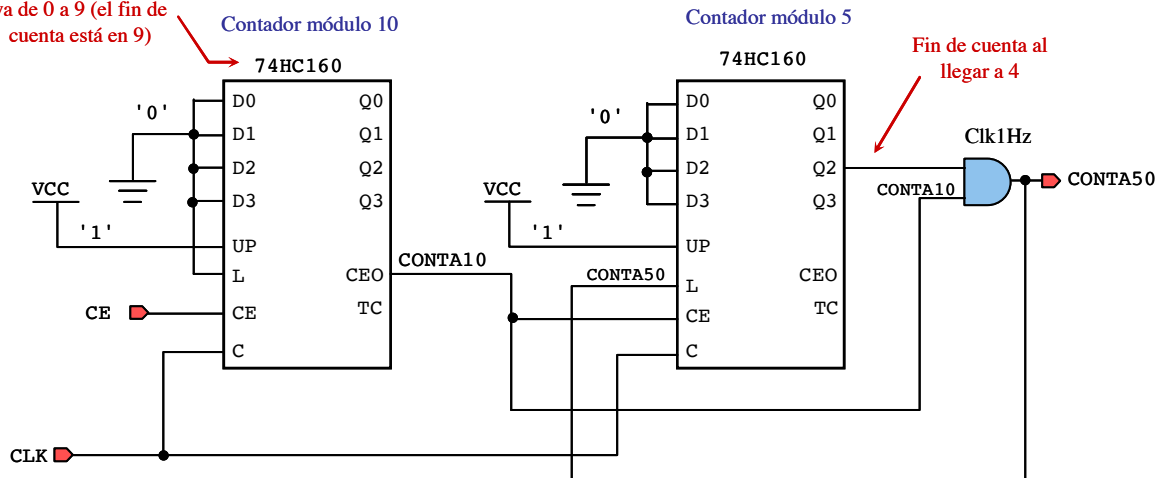 va de 0 a 9 (el fin de
cuenta está en 9)
Contador módulo 10
Contador módulo 5
Fin de cuenta al
llegar a 4
74HC160
D0 Q0
'0'
D1 Q1
D2 Q2
VCC
D3 Q3
'1'
UP
L CEO
CONTA10
CE TC
CE
C
CLK
74HC160
D0 Q0
'0'
D1 Q1
D2 Q2
VCC
D3 Q3
'1'
UP
CONTA50
L CEO
CE TC
C
Clk1Hz
CONTA10
CONTA50